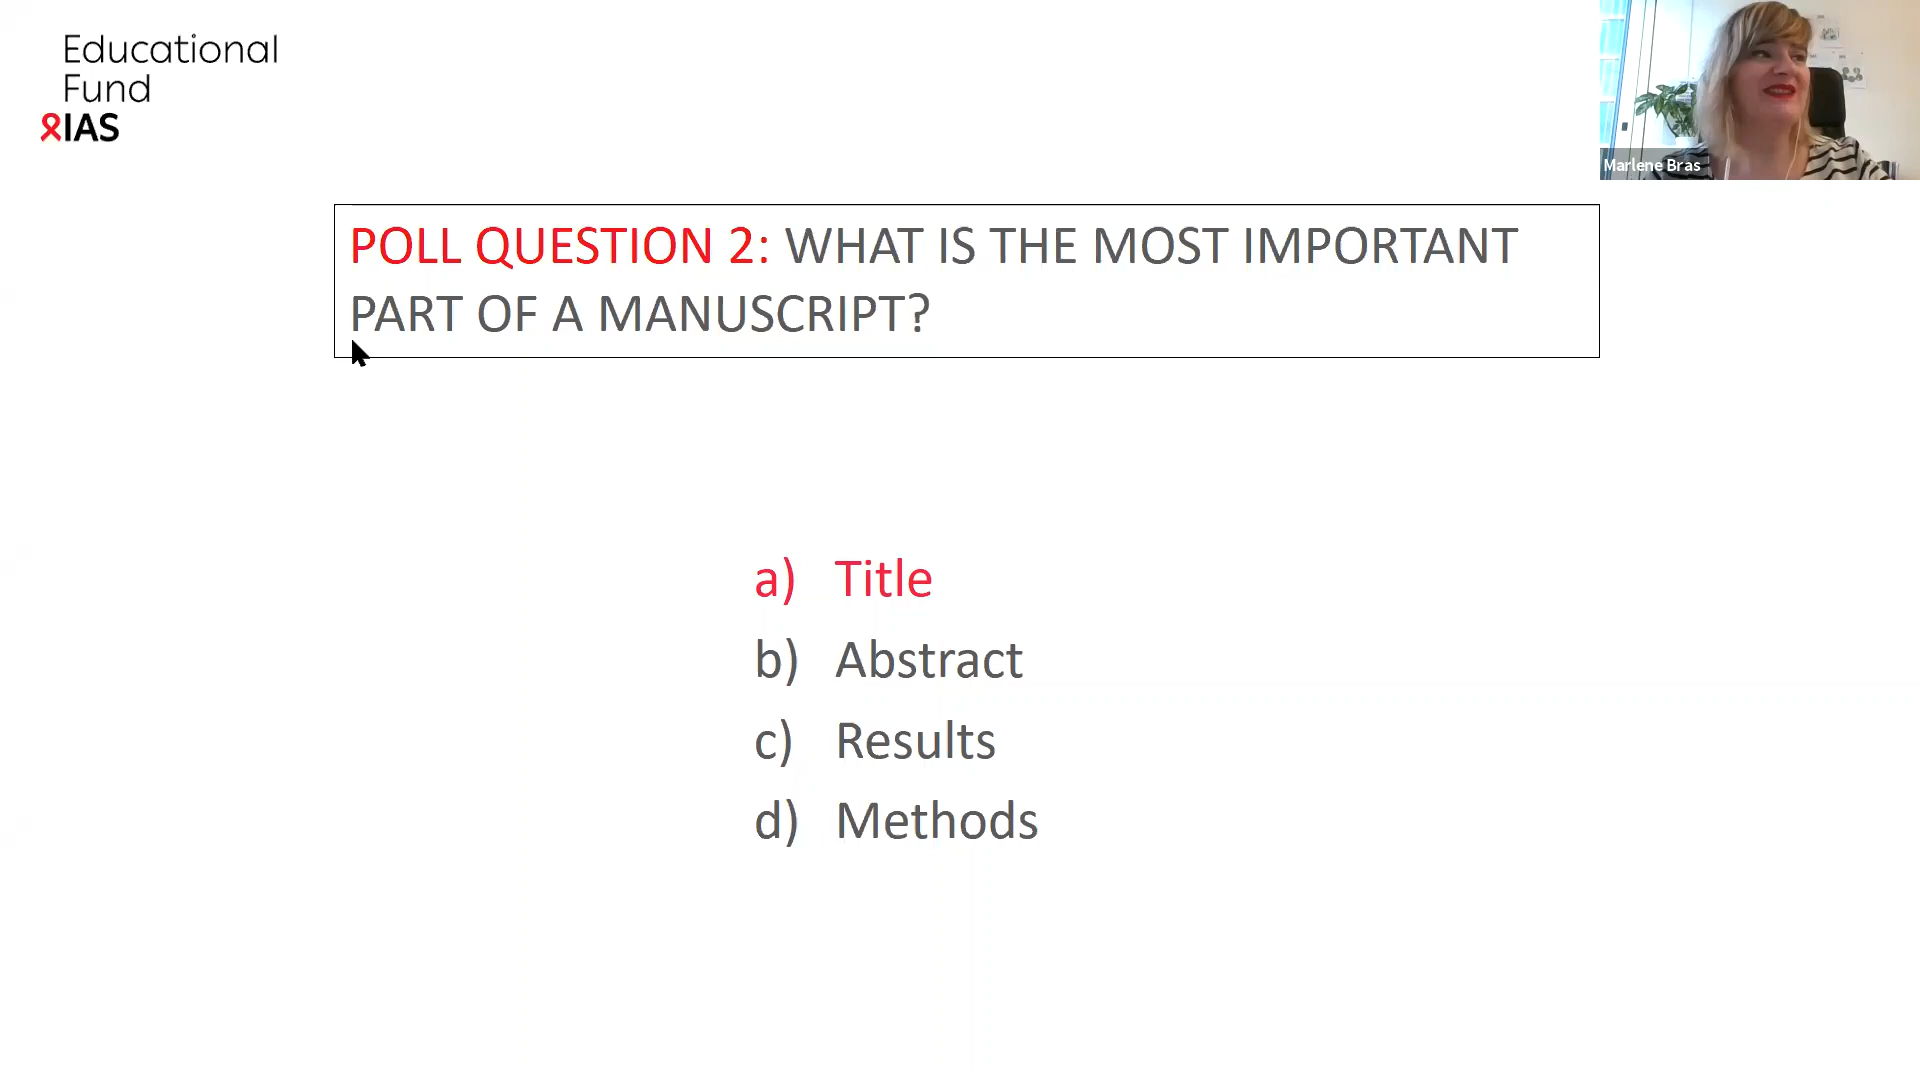 Educational
Fund
IAS
Marlene Bras
POLL QUESTION 2: WHAT IS THE MOST IMPORTANT
PART OF A MANUSCRIPT?
a) Title
b) Abstract
c) Results
d) Methods